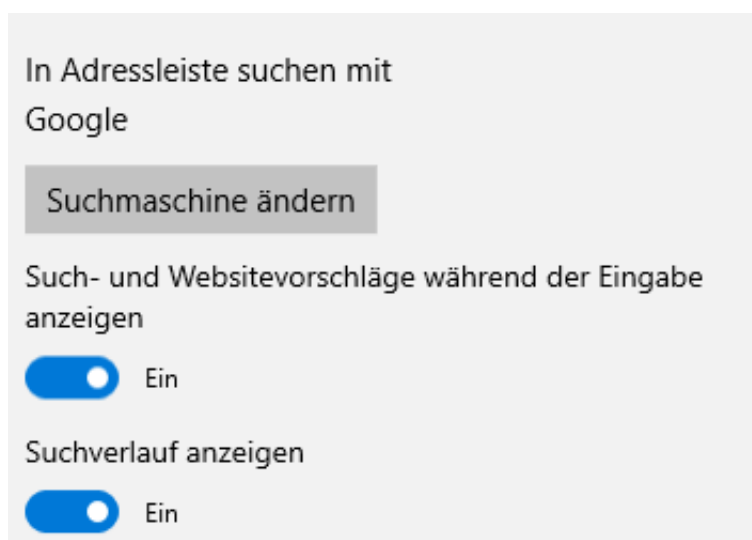 In Adressleiste suchen mit
Google
Suchmaschine ändern
Such- und Websitevorschläge während der Eingabe
anzeigen
Ein
Suchverlauf anzeigen
Ein